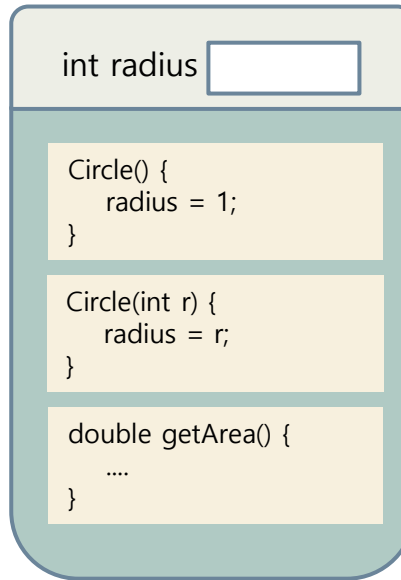 int radius
Circle() {
radius = 1;
}
Circle(int r) {
radius = r;
}
double getArea() {
....
}